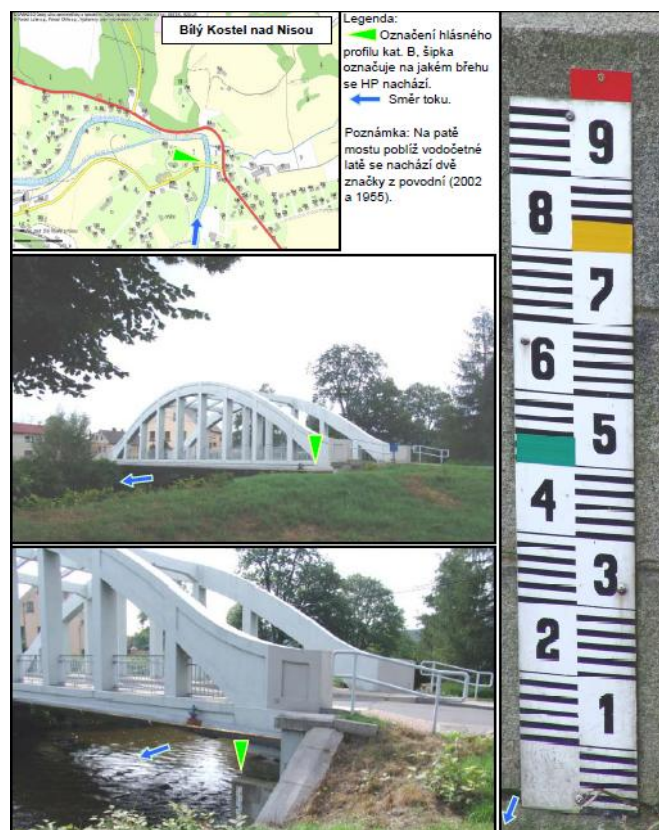 Bílý Kostel nad Nisou
Legenda:
Označení hlásného
profilu kat. B, šipka
označuje na jakém břehu
se HP nachází.
Směr toku.
Poznámka: Na patě
mostu poblíž vodočetné
latě se nachází dvě
značky z povodní (2002
a 1955).
9
8
7
6
5
4
3
2
1